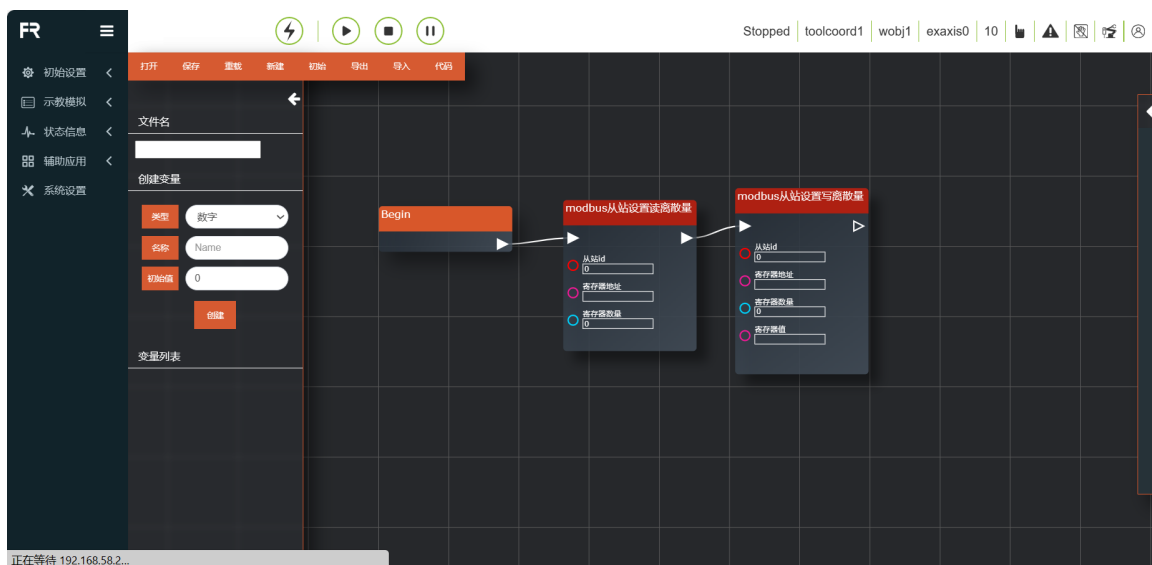 FR
Stopped toolcoord1 wobj1 exaxis0 10
打开 保存 重载 新建 初始 导出 导入 代码
初始设置
示教模拟
状态信息
辅助应用
系统设置
文件名
创建变量
类型 数字
名称 Name
初始值 0
创建
变量列表
Begin
modbus从站设置读离散量
从站id
0
寄存器地址
寄存器数量
0
modbus从站设置写离散量
从站id
0
寄存器地址
寄存器数量
0
寄存器值
正在等待 192.168.58.2...